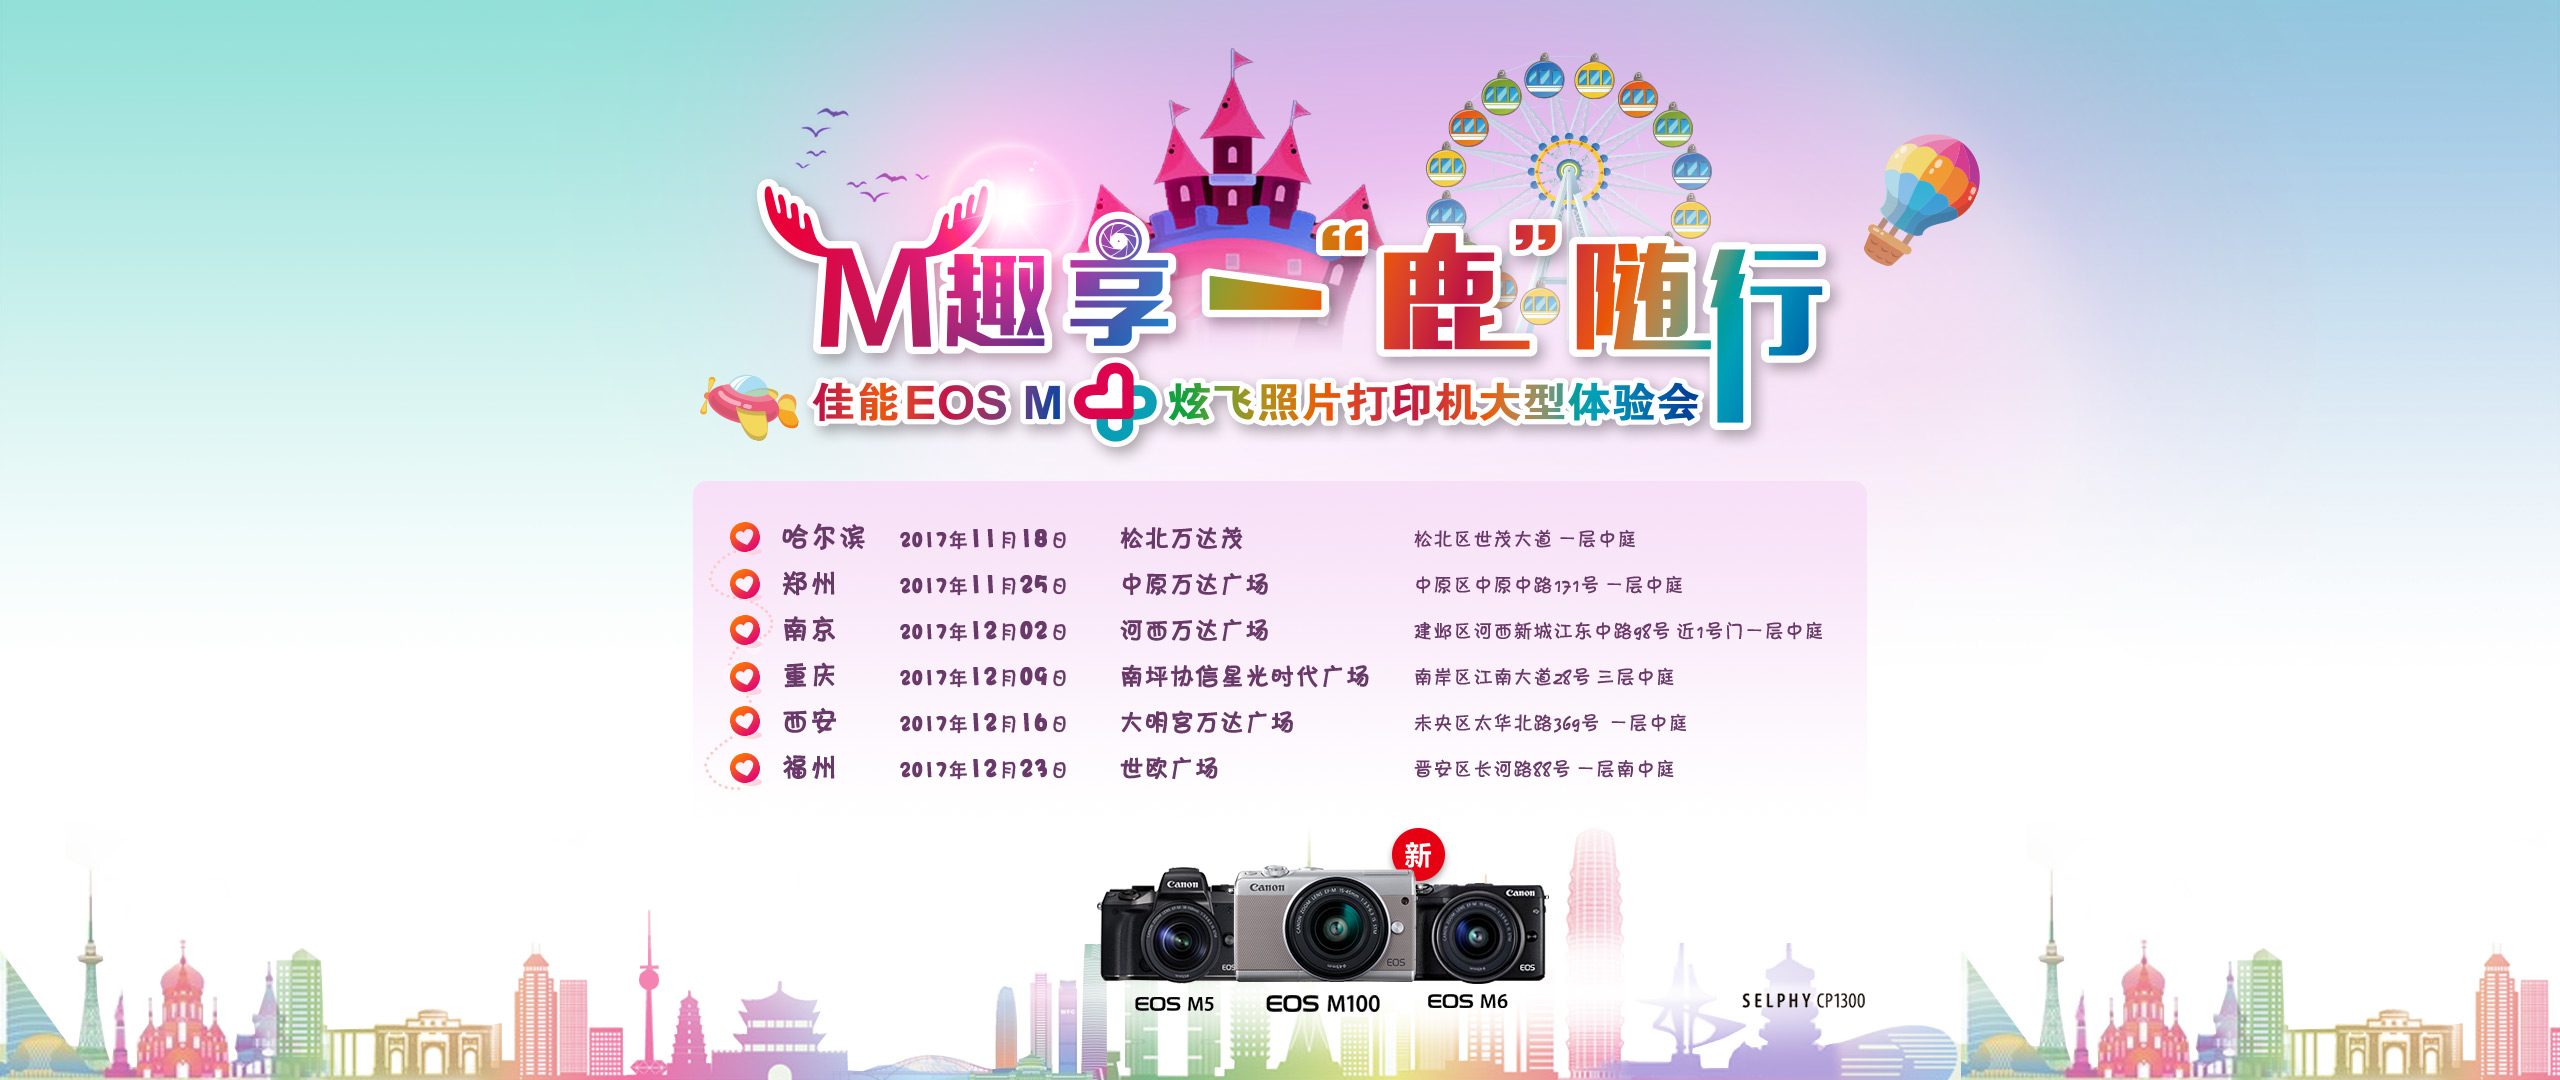 M趣享一“鹿”随行
佳能EOS M 炫飞照片打印机大型体验会
哈尔滨 2017年11月18日 松北万达茂 松北区世茂大道 一层中庭
郑州 2017年11月25日 中原万达广场 中原区中原中路171号 一层中庭
南京 2017年12月02日 河西万达广场 建邺区河西新城江东中路98号 近1号门一层中庭
重庆 2017年12月09日 南坪协信星光时代广场 南岸区江南大道28号 三层中庭
西安 2017年12月16日 大明宫万达广场 未央区太华北路369号 一层中庭
福州 2017年12月23日 世欧广场 晋安区长河路88号 一层南中庭
新
Canon Canon Canon
EOS EOS EOS
EOS M5 EOS M100 EOS M6
SELPHY CP1300